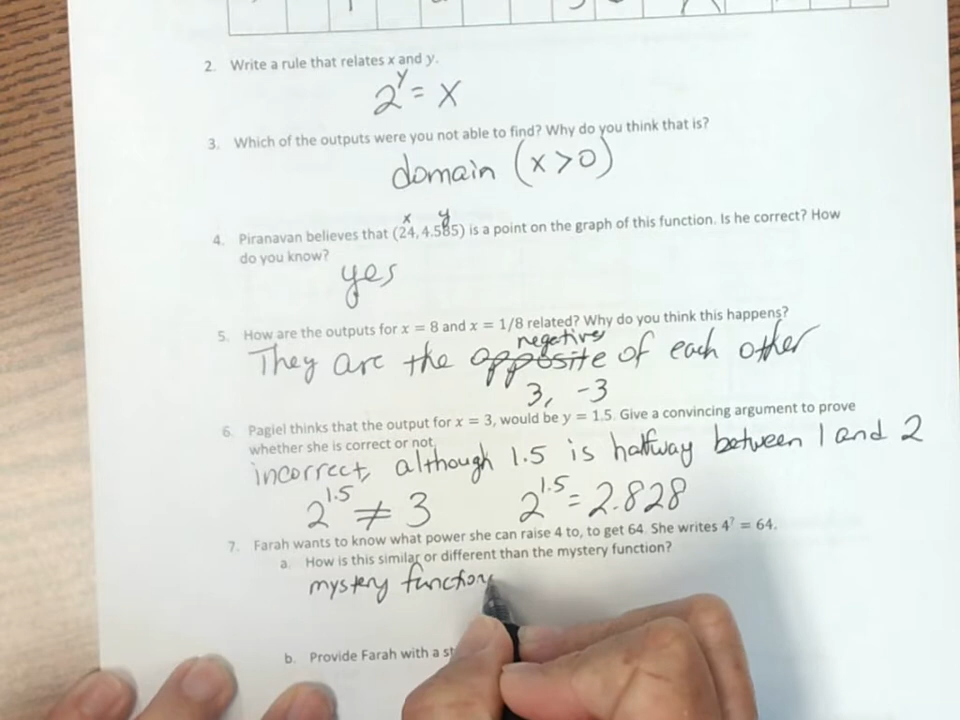 2. Write a rule that relates x and y.
2^y = x
3. Which of the outputs were you not able to find? Why do you think that is?
domain (x > 0)
x y
4. Piranavan believes that (24, 4.585) is a point on the graph of this function. Is he correct? How
do you know?
yes
5. How are the outputs for x = 8 and x = 1/8 related? Why do you think this happens?
negative
They are the opposite of each other
3, -3
6. Pagiel thinks that the output for x = 3, would be y = 1.5. Give a convincing argument to prove
whether she is correct or not.
incorrect, although 1.5 is halfway between 1 and 2
2^1.5 ≠ 3 2^1.5 = 2.828
7. Farah wants to know what power she can raise 4 to, to get 64. She writes 4^? = 64.
a. How is this similar or different than the mystery function?
mystery function
b. Provide Farah with a